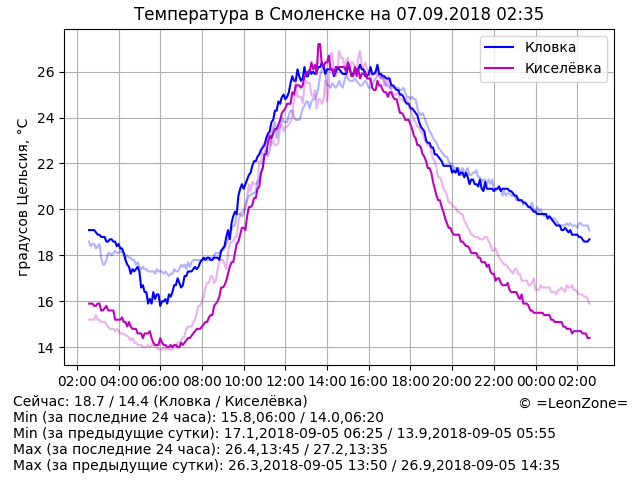 Температура в Смоленске на 07.09.2018 02:35
Кловка
Киселёвка
градусов Цельсия, °C
26
24
22
20
18
16
14
02:00 04:00 06:00 08:00 10:00 12:00 14:00 16:00 18:00 20:00 22:00 00:00 02:00
Сейчас: 18.7 / 14.4 (Кловка / Киселёвка)
© =LeonZone=
Min (за последние 24 часа): 15.8,06:00 / 14.0,06:20
Min (за предыдущие сутки): 17.1,2018-09-05 06:25 / 13.9,2018-09-05 05:55
Max (за последние 24 часа): 26.4,13:45 / 27.2,13:35
Max (за предыдущие сутки): 26.3,2018-09-05 13:50 / 26.9,2018-09-05 14:35